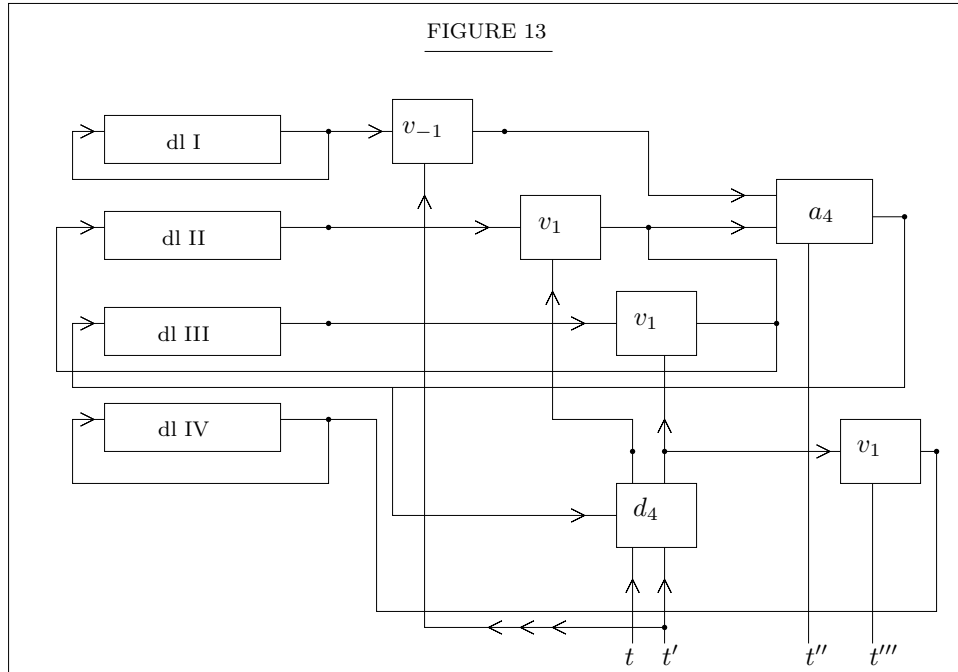 FIGURE 13
dl I
v₋₁
dl II
v₁
a₄
dl III
v₁
dl IV
v₁
d₄
t t′ t″ t‴